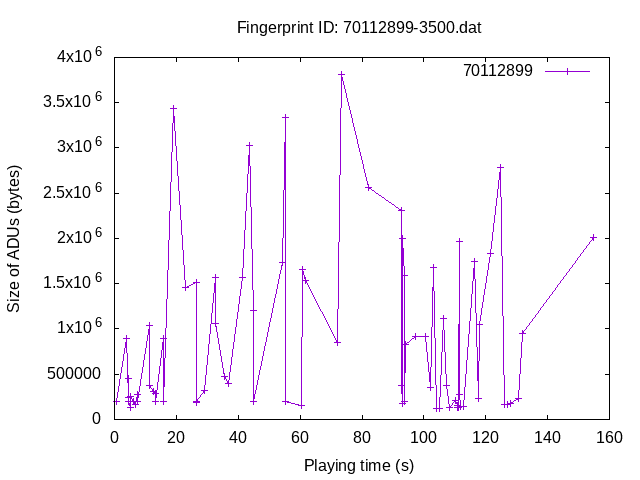 Fingerprint ID: 70112899-3500.dat
70112899
Size of ADUs (bytes)
4x10^6
3.5x10^6
3x10^6
2.5x10^6
2x10^6
1.5x10^6
1x10^6
500000
0
0 20 40 60 80 100 120 140 160
Playing time (s)